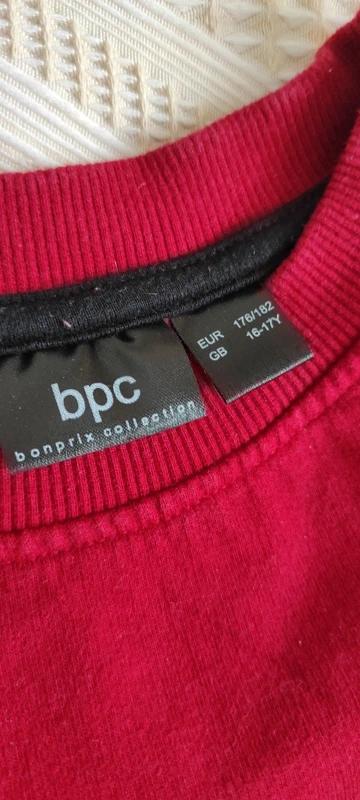 bpc
bonprix collection
EUR 176/182
GB 16-17Y